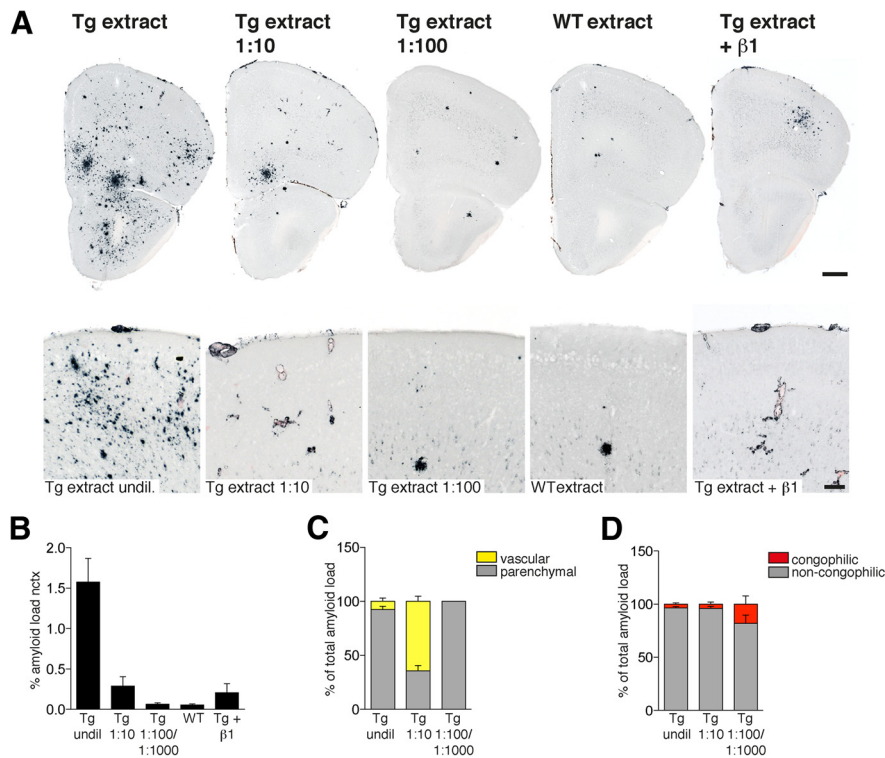 A
Tg extract
Tg extract
1:10
Tg extract
1:100
WT extract
Tg extract
+ β1
Tg extract undil.
Tg extract 1:10
Tg extract 1:100
WT extract
Tg extract + β1
B
% amyloid load nctx
2.0
1.5
1.0
0.5
0.0
Tg
undil
Tg
1:10
Tg
1:100/
1:1000
WT
Tg +
β1
C
% of total amyloid load
150
100
50
0
vascular
parenchymal
Tg
undil
Tg
1:10
Tg
1:100/
1:1000
D
% of total amyloid load
150
100
50
0
congophilic
non-congophilic
Tg
undil
Tg
1:10
Tg
1:100/
1:1000